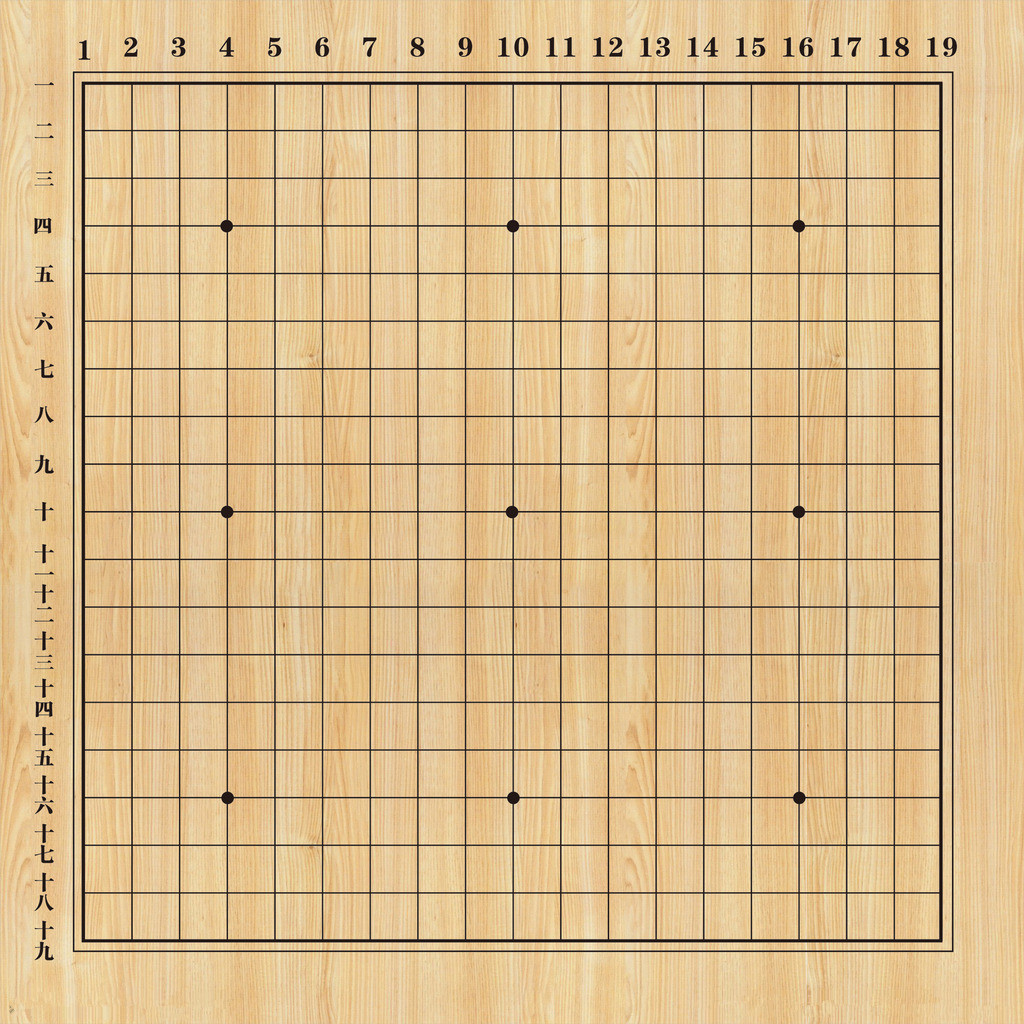 1 2 3 4 5 6 7 8 9 10 11 12 13 14 15 16 17 18 19
一
二
三
四
五
六
七
八
九
十
十一
十二
十三
十四
十五
十六
十七
十八
十九